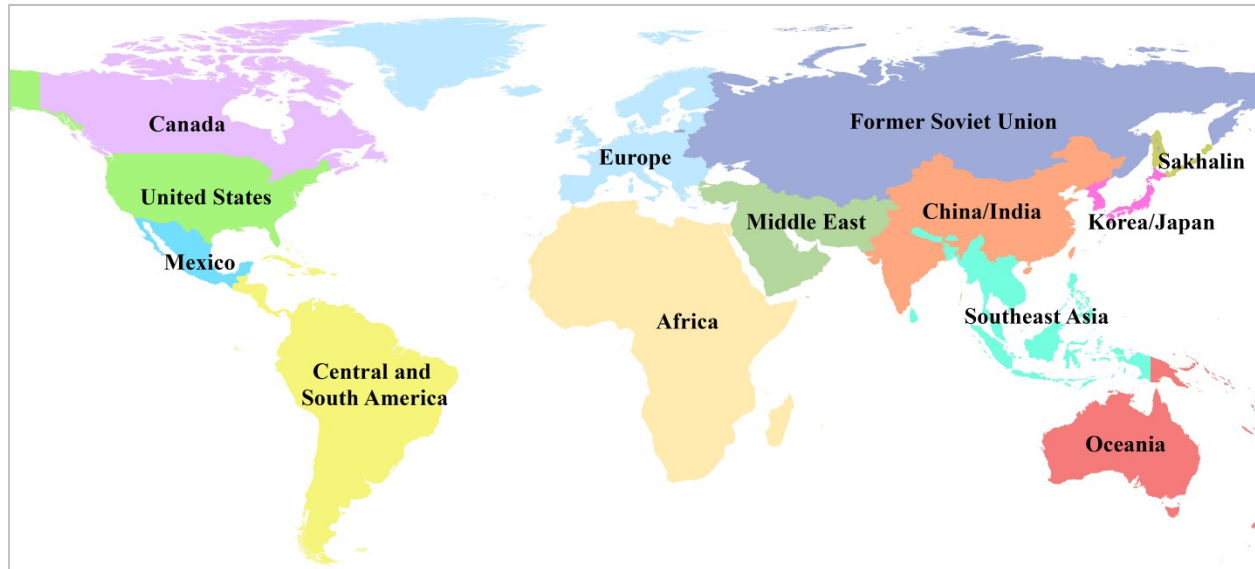 Canada
United States
Mexico
Central and
South America
Europe
Africa
Middle East
Former Soviet Union
China/India
Sakhalin
Korea/Japan
Southeast Asia
Oceania